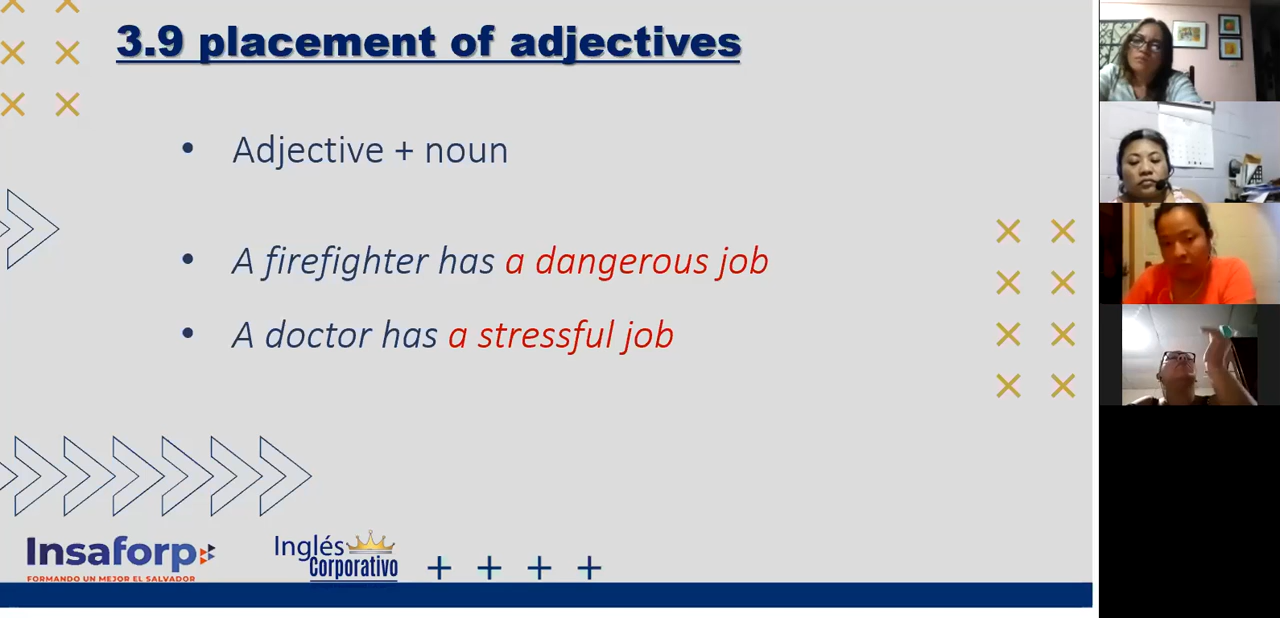 3.9 placement of adjectives
• Adjective + noun
• A firefighter has a dangerous job
• A doctor has a stressful job
Insaforp
FORMANDO UN MEJOR EL SALVADOR
Inglés
Corporativo